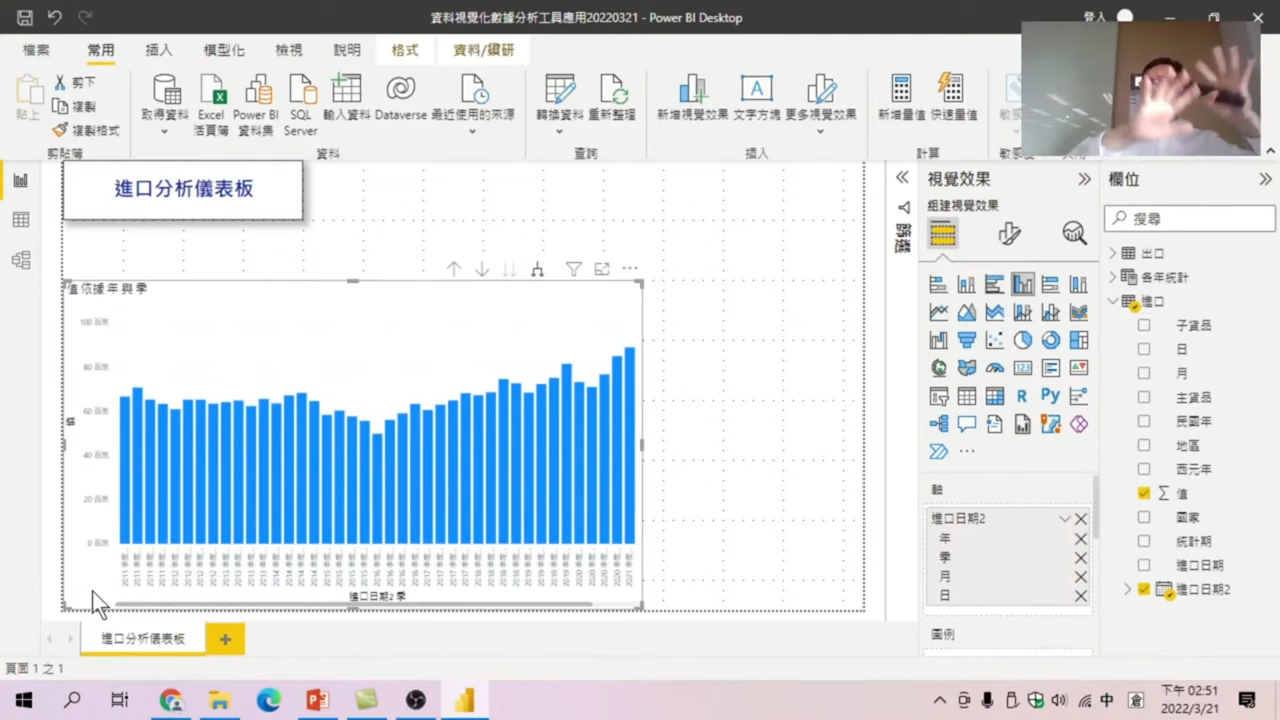 資料視覺化數據分析工具應用20220321 - Power BI Desktop
登入
檔案 常用 插入 模型化 檢視 說明 格式 資料/鑽研
貼上 剪下
複製
複製格式
剪貼簿
取得資料 Excel 活頁簿 Power BI 資料集 SQL Server 輸入資料 Dataverse 最近使用的來源
資料
轉換資料 重新整理
查詢
新增視覺效果 文字方塊 更多視覺效果
插入
新增量值 快速量值
計算
進口分析儀表板
值 依據 年 與 季
100 百萬
80 百萬
60 百萬
40 百萬
20 百萬
0 百萬
值
進口日期2 季
篩選
視覺效果
組建視覺效果
123
R Py
軸
進口日期2
年
季
月
日
圖例
欄位
搜尋
出口
各年統計
進口
子貨品
日
月
主貨品
民國年
地區
西元年
值
國家
統計期
進口日期
進口日期2
進口分析儀表板
頁面 1 之 1
中
倉
下午 02:51
2022/3/21